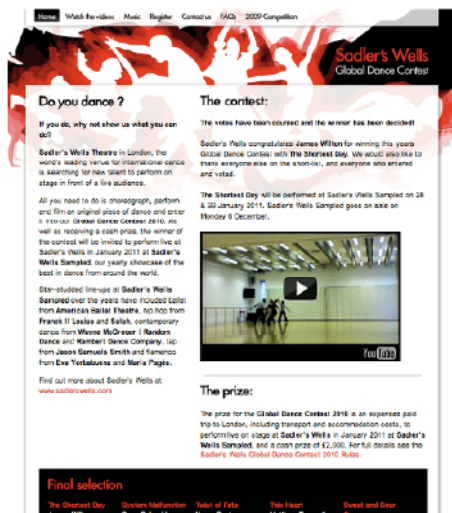 Home Watch the videos Music Register Contact us FAQs 2009 Competition
Sadler's Wells
Global Dance Contest
Do you dance ?
If you do, why not show us what you can
do?
Sadler's Wells Theatre in London, the
world's leading venue for international dance
is searching for new talent to perform on
stage in front of a live audience.
All you need to do is choreograph, perform
and film an original piece of dance and enter
it into our Global Dance Contest 2010. As
well as receiving a cash prize, the winner of
the contest will be invited to perform live at
Sadler's Wells in January 2011 at Sadler's
Wells Sampled, our yearly showcase of the
best in dance from around the world.
Star-studded line-ups at Sadler's Wells
Sampled over the years have included ballet
from American Ballet Theatre, hip hop from
Franck II Louise and Salah, contemporary
dance from Wayne McGregor | Random
Dance and Rambert Dance Company, tap
from Jason Samuels Smith and flamenco
from Eva Yerbabuena and Maria Pagés.
Find out more about Sadler's Wells at
www.sadlerswells.com
The contest:
The votes have been counted and the winner has been decided!
Sadler's Wells congratulates James Wilton for winning this years
Global Dance Contest with The Shortest Day. We would also like to
thank everyone else on the short-list, and everyone who entered
and voted.
The Shortest Day will be performed at Sadler's Wells Sampled on 28
& 29 January 2011. Sadler's Wells Sampled goes on sale on
Monday 6 December.
YouTube
The prize:
The prize for the Global Dance Contest 2010 is an expenses paid
trip to London, including transport and accommodation costs, to
perform live on stage at Sadler's Wells in January 2011 at Sadler's
Wells Sampled, and a cash prize of £2,000. For full details see the
Sadler's Wells Global Dance Contest 2010 Rules.
Final selection
The Shortest Day System Malfunction Twist of Fate This Heart Sweet and Sour